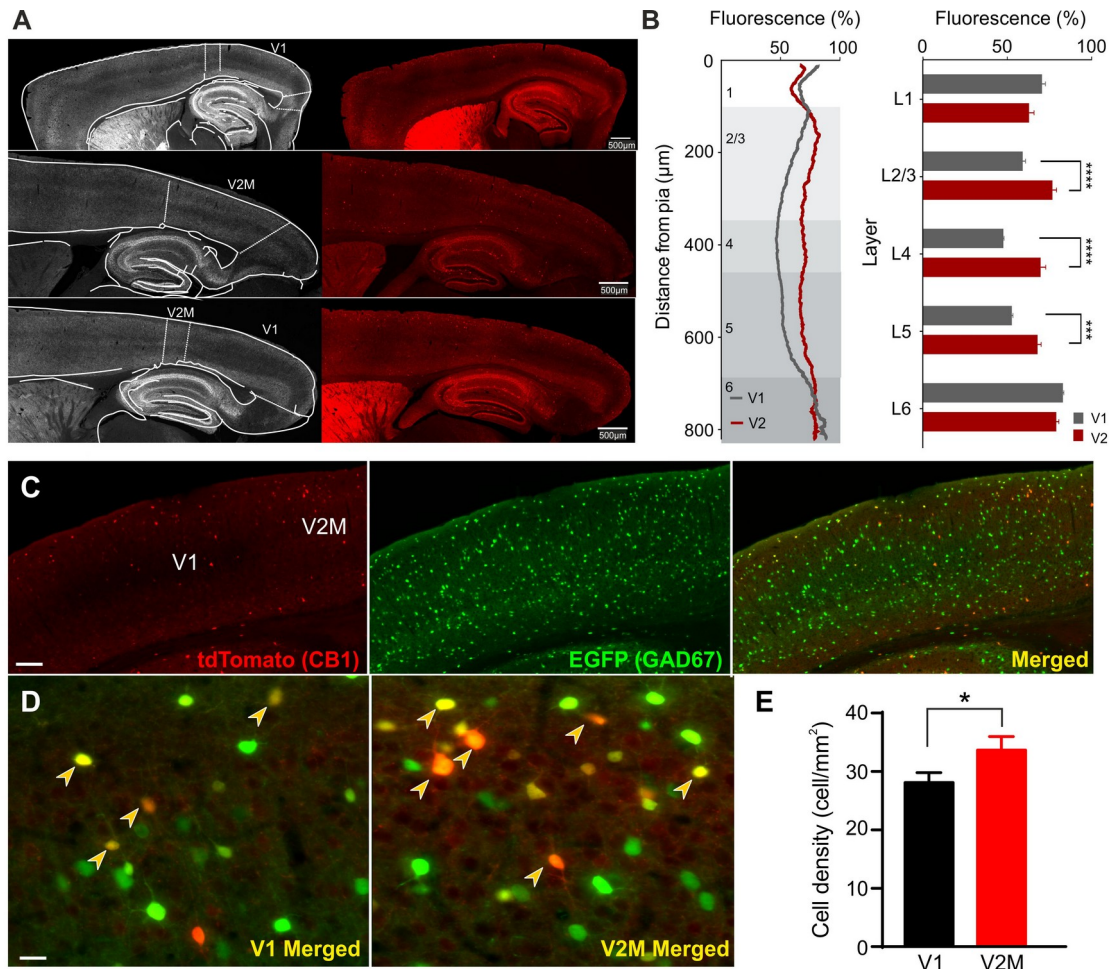 A
V1
500µm
V2M
500µm
V2M
V1
500µm
B
Fluorescence (%)
50
100
0
200
400
600
800
Distance from pia (µm)
1
2/3
4
5
6
V1
V2
Fluorescence (%)
0
50
100
Layer
L1
L2/3
L4
L5
L6
****
****
***
V1
V2
C
V1
V2M
tdTomato (CB1)
EGFP (GAD67)
Merged
D
V1 Merged
V2M Merged
E
*
Cell density (cell/mm²)
40
30
20
10
0
V1
V2M